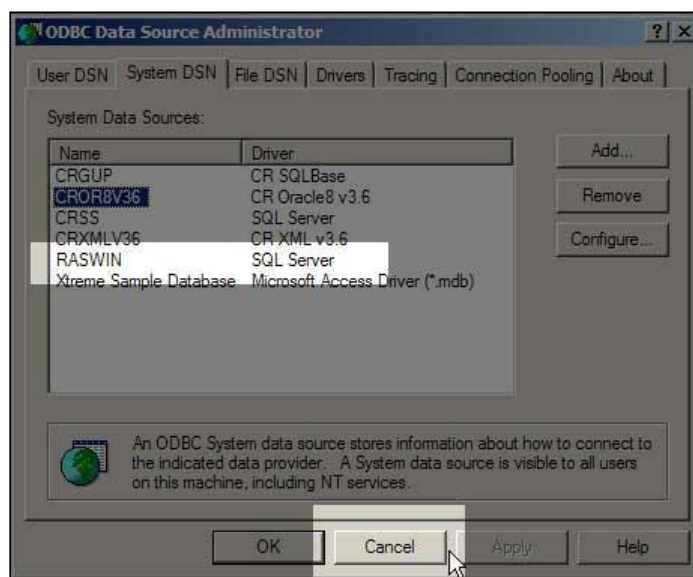 ODBC Data Source Administrator
User DSN System DSN File DSN Drivers Tracing Connection Pooling About
System Data Sources:
Name Driver
CRGUP CR SQLBase
CROR8V36 CR Oracle8 v3.6
CRSS SQL Server
CRXMLV36 CR XML v3.6
RASWIN SQL Server
Xtreme Sample Database Microsoft Access Driver (*.mdb)
Add...
Remove
Configure...
An ODBC System data source stores information about how to connect to
the indicated data provider. A System data source is visible to all users
on this machine, including NT services.
OK Cancel Apply Help